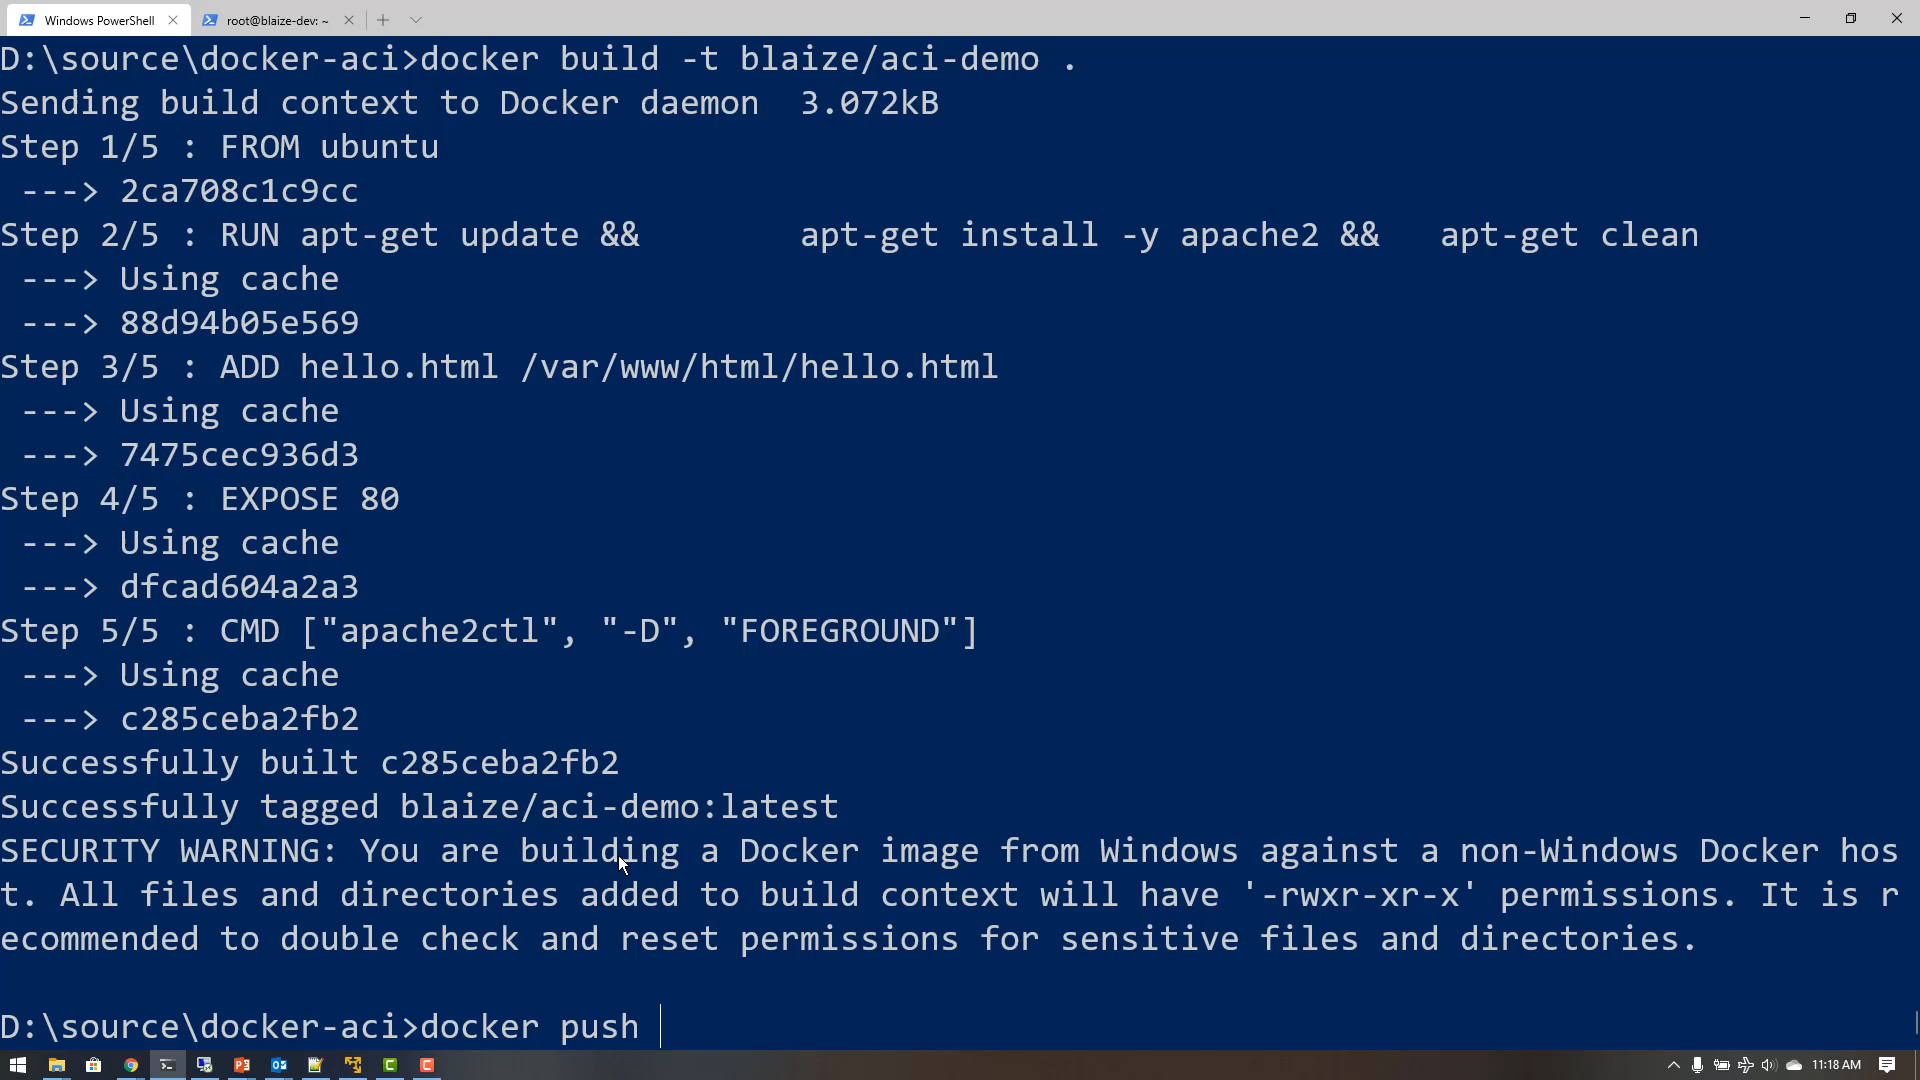 Windows PowerShell
root@blaize-dev: ~
D:\source\docker-aci>docker build -t blaize/aci-demo .
Sending build context to Docker daemon  3.072kB
Step 1/5 : FROM ubuntu
 ---> 2ca708c1c9cc
Step 2/5 : RUN apt-get update &&        apt-get install -y apache2 &&   apt-get clean
 ---> Using cache
 ---> 88d94b05e569
Step 3/5 : ADD hello.html /var/www/html/hello.html
 ---> Using cache
 ---> 7475cec936d3
Step 4/5 : EXPOSE 80
 ---> Using cache
 ---> dfcad604a2a3
Step 5/5 : CMD ["apache2ctl", "-D", "FOREGROUND"]
 ---> Using cache
 ---> c285ceba2fb2
Successfully built c285ceba2fb2
Successfully tagged blaize/aci-demo:latest
SECURITY WARNING: You are building a Docker image from Windows against a non-Windows Docker hos
t. All files and directories added to build context will have '-rwxr-xr-x' permissions. It is r
ecommended to double check and reset permissions for sensitive files and directories.
D:\source\docker-aci>docker push
11:18 AM